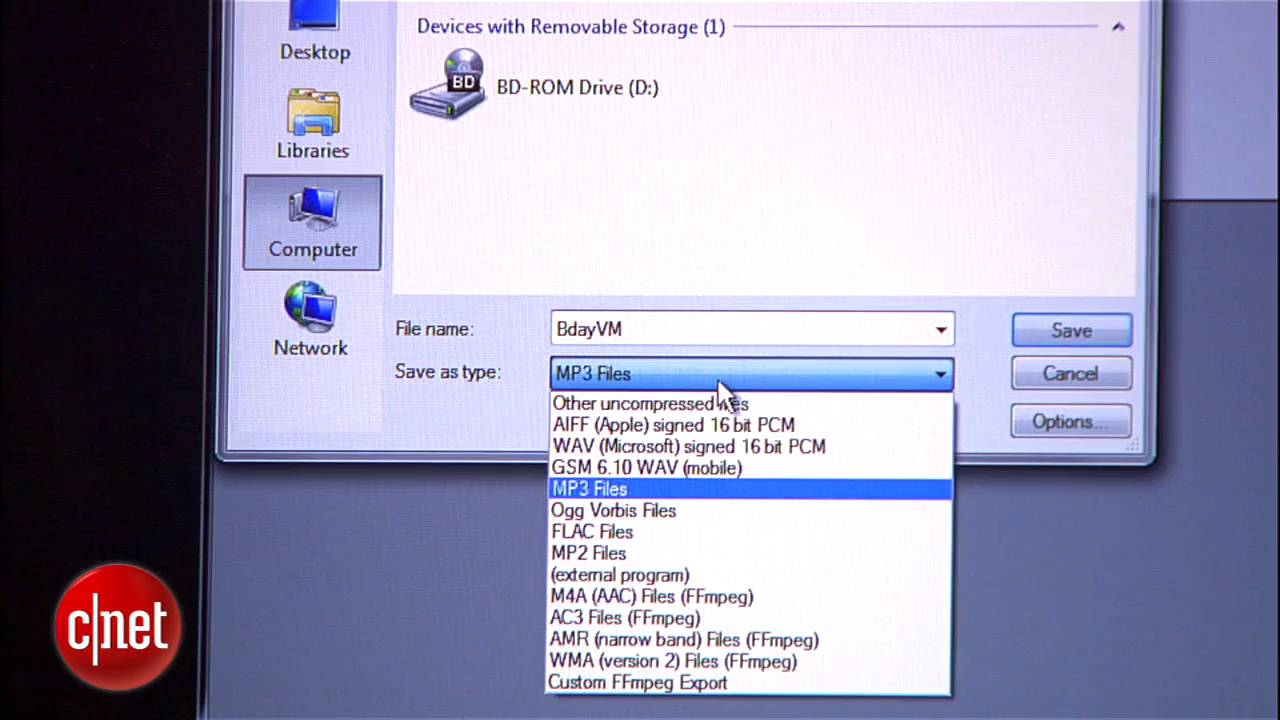 Devices with Removable Storage (1)
Desktop
BD
BD-ROM Drive (D:)
Libraries
Computer
Network
File name:
BdayVM
Save
Save as type:
MP3 Files
Cancel
Options...
Other uncompressed files
AIFF (Apple) signed 16 bit PCM
WAV (Microsoft) signed 16 bit PCM
GSM 6.10 WAV (mobile)
MP3 Files
Ogg Vorbis Files
FLAC Files
MP2 Files
(external program)
M4A (AAC) Files (FFmpeg)
AC3 Files (FFmpeg)
AMR (narrow band) Files (FFmpeg)
WMA (version 2) Files (FFmpeg)
Custom FFmpeg Export
c|net